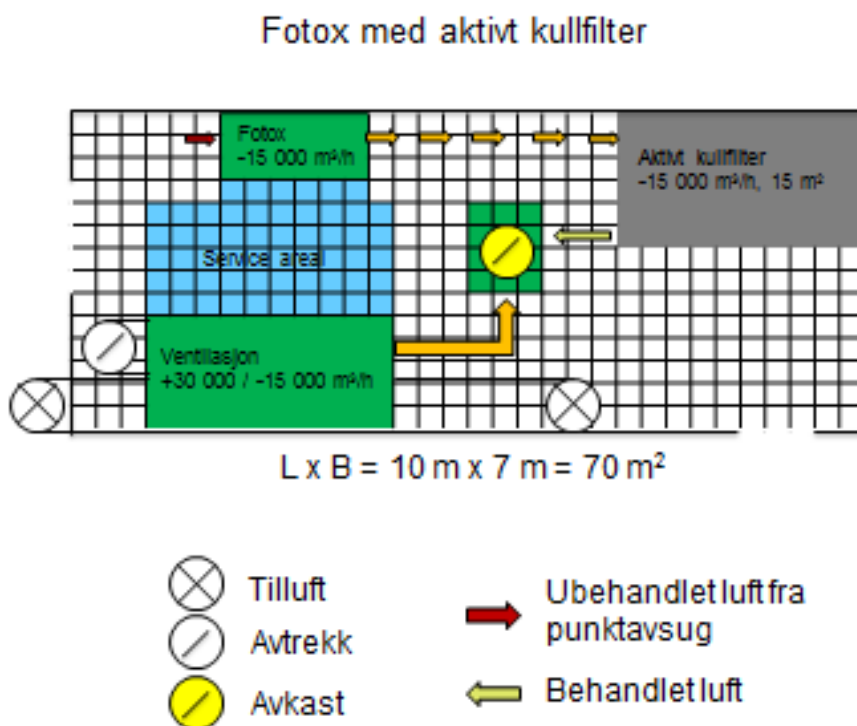 Fotox med aktivt kullfilter
Fotox
-15 000 m³/h
Aktivt kullfilter
-15 000 m³/h, 15 m²
Service areal
Ventilasjon
+30 000 / -15 000 m³/h
L x B = 10 m x 7 m = 70 m²
Tilluft
Avtrekk
Avkast
Ubehandlet luft fra
punktavsug
Behandlet luft